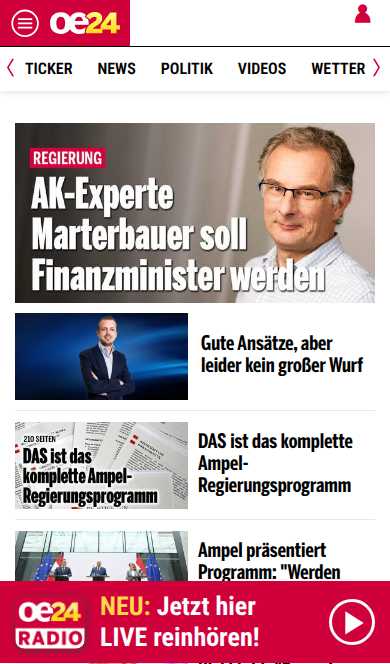 oe24
TICKER NEWS POLITIK VIDEOS WETTER
REGIERUNG
AK-Experte
Marterbauer soll
Finanzminister werden
Gute Ansätze, aber
leider kein großer Wurf
210 SEITEN
DAS ist das
komplette Ampel-
Regierungsprogramm
DAS ist das komplette
Ampel-
Regierungsprogramm
Ampel präsentiert
Programm: "Werden
oe24
RADIO
NEU: Jetzt hier
LIVE reinhören!